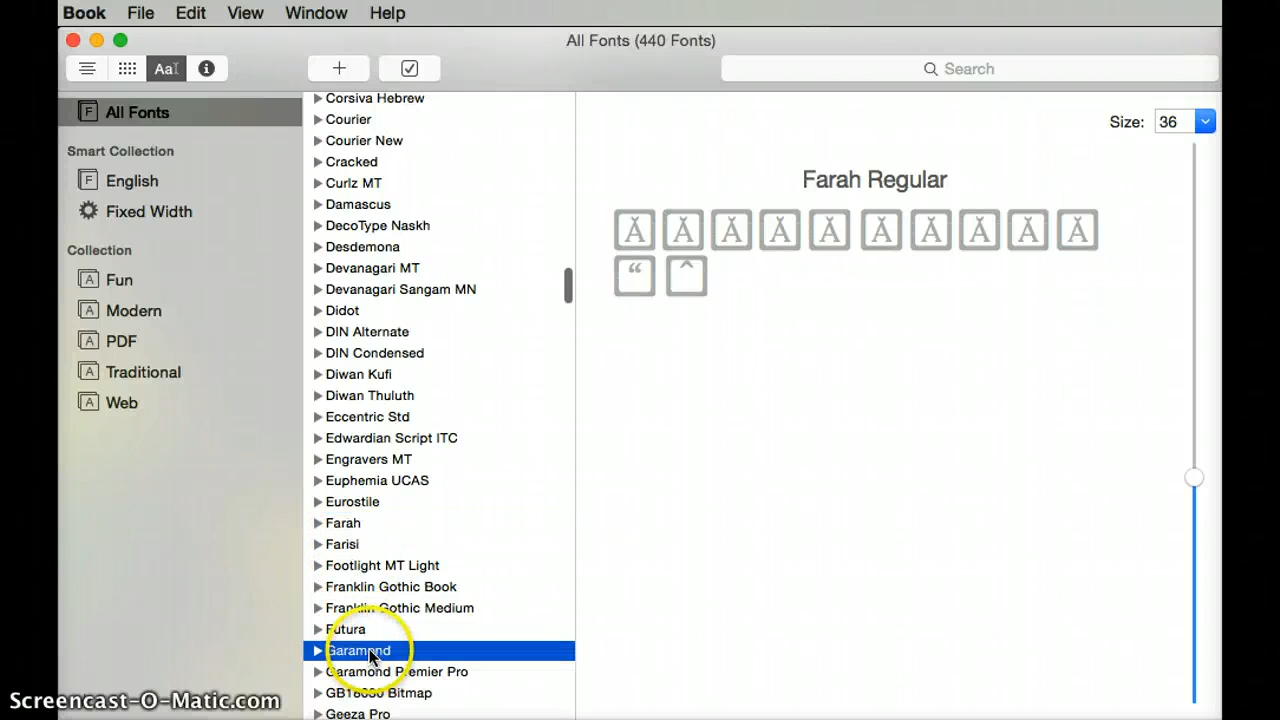 Book File Edit View Window Help
All Fonts (440 Fonts)
Aa Search
All Fonts
Smart Collection
English
Fixed Width
Collection
Fun
Modern
PDF
Traditional
Web
Corsiva Hebrew
Courier
Courier New
Cracked
Curlz MT
Damascus
DecoType Naskh
Desdemona
Devanagari MT
Devanagari Sangam MN
Didot
DIN Alternate
DIN Condensed
Diwan Kufi
Diwan Thuluth
Eccentric Std
Edwardian Script ITC
Engravers MT
Euphemia UCAS
Eurostile
Farah
Farisi
Footlight MT Light
Franklin Gothic Book
Franklin Gothic Medium
Futura
Garamond
Garamond Premier Pro
GB18030 Bitmap
Geeza Pro
Size: 36
Farah Regular
Screencast-O-Matic.com